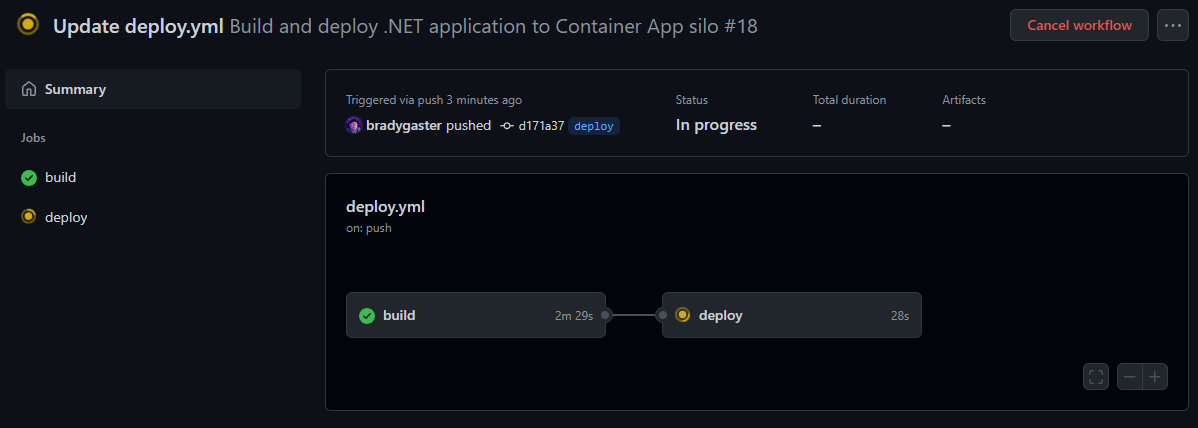 Update deploy.yml Build and deploy .NET application to Container App silo #18
Cancel workflow
Summary
Jobs
build
deploy
Triggered via push 3 minutes ago
bradygaster pushed d171a37 deploy
Status
In progress
Total duration
–
Artifacts
–
deploy.yml
on: push
build 2m 29s
deploy 28s